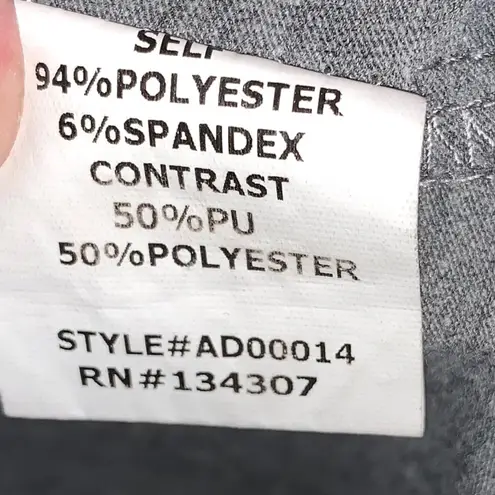 SELF
94%POLYESTER
6%SPANDEX
CONTRAST
50%PU
50%POLYESTER
STYLE#AD00014
RN#134307